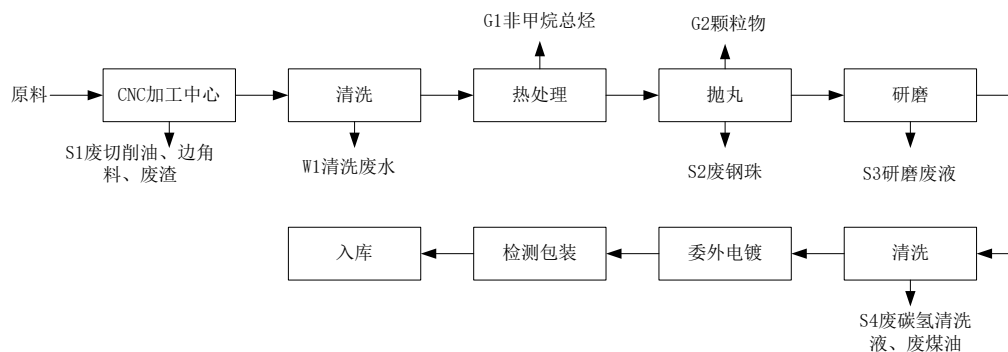 G1非甲烷总烃
G2颗粒物
原料
CNC加工中心
清洗
热处理
抛丸
研磨
S1废切削油、边角
料、废渣
W1清洗废水
S2废钢珠
S3研磨废液
入库
检测包装
委外电镀
清洗
S4废碳氢清洗
液、废煤油